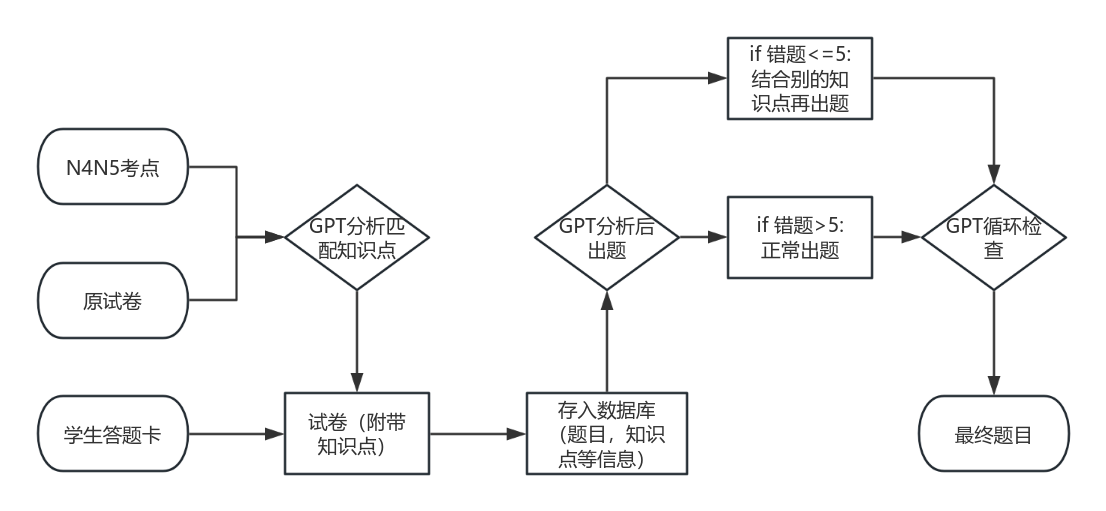 N4N5考点
原试卷
学生答题卡
GPT分析匹
配知识点
试卷（附带
知识点）
存入数据库
（题目，知识
点等信息）
GPT分析后
出题
if 错题<=5:
结合别的知
识点再出题
if 错题>5:
正常出题
GPT循环检
查
最终题目